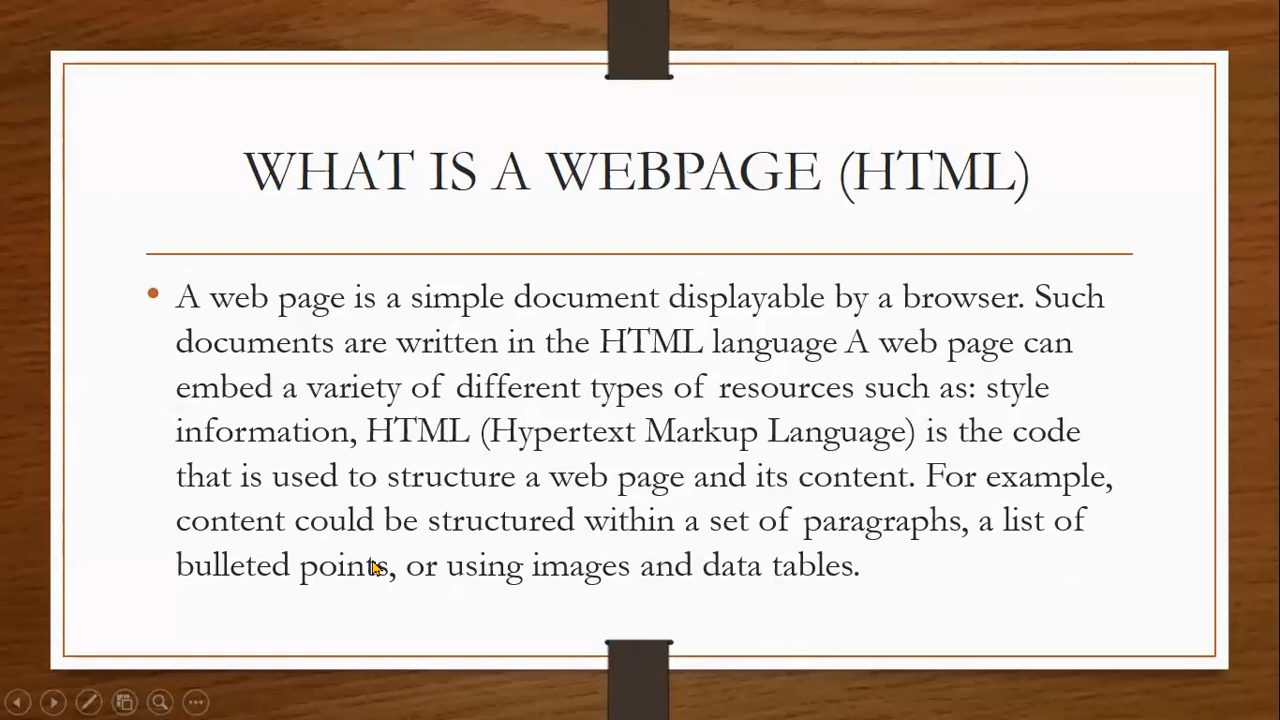 WHAT IS A WEBPAGE (HTML)
• A web page is a simple document displayable by a browser. Such
documents are written in the HTML language A web page can
embed a variety of different types of resources such as: style
information, HTML (Hypertext Markup Language) is the code
that is used to structure a web page and its content. For example,
content could be structured within a set of paragraphs, a list of
bulleted points, or using images and data tables.